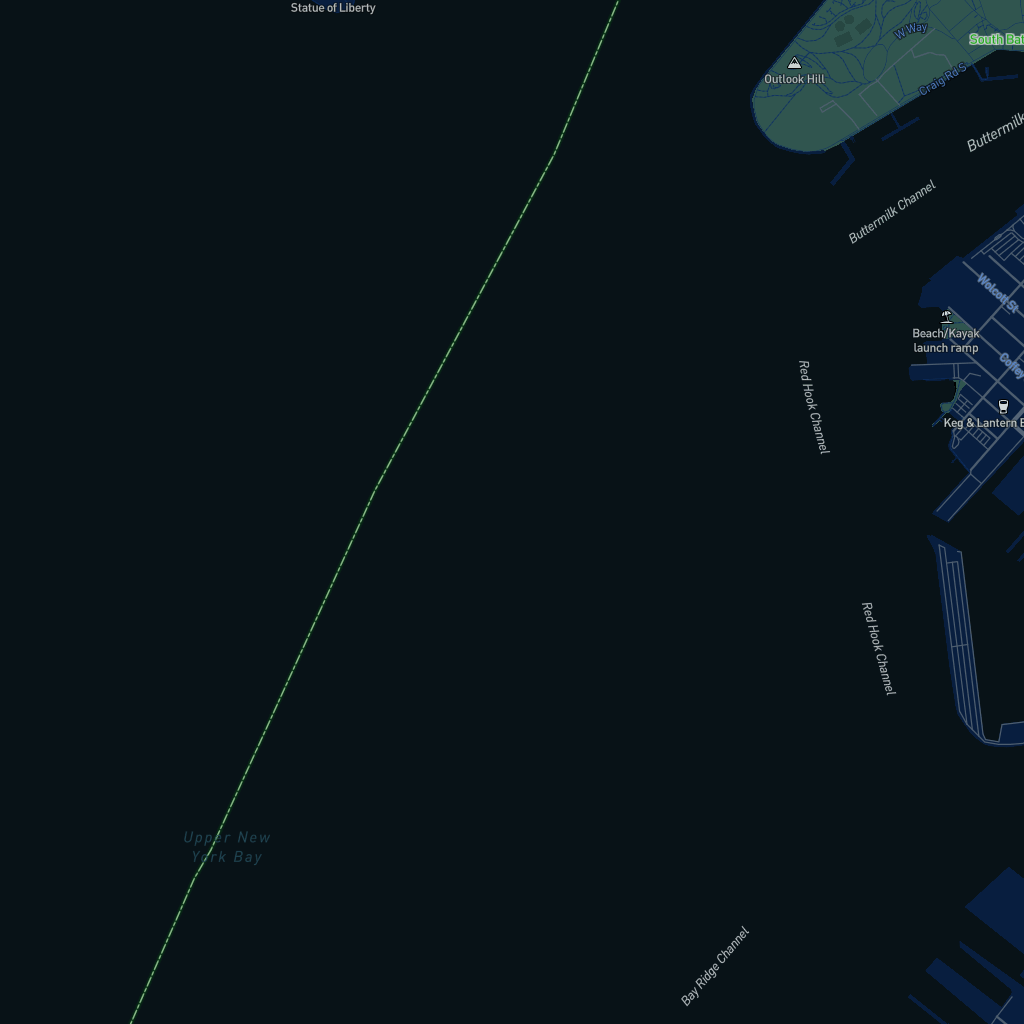 Statue of Liberty
W Way
South Bat
Outlook Hill
Craig Rd S
Buttermilk
Buttermilk Channel
Wolcott St
Beach/Kayak
launch ramp
Coffey
Red Hook Channel
Keg & Lantern B
Red Hook Channel
Upper New
York Bay
Bay Ridge Channel